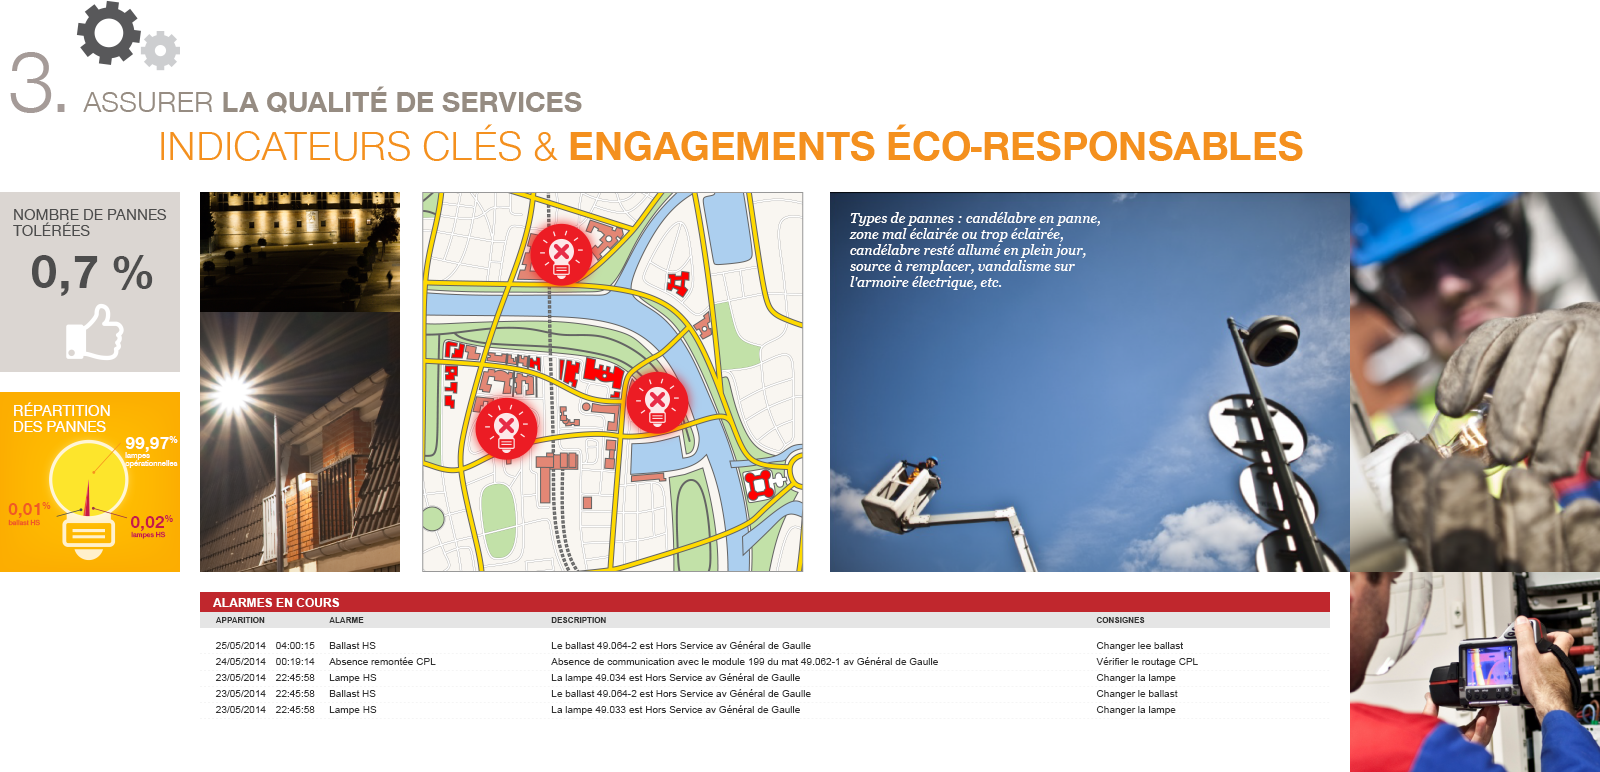 3.
ASSURER LA QUALITÉ DE SERVICES
INDICATEURS CLÉS & ENGAGEMENTS ÉCO-RESPONSABLES
NOMBRE DE PANNES
TOLÉRÉES
0,7 %
RÉPARTITION
DES PANNES
99,97%
lampes
opérationnelles
0,01%
ballast HS
0,02%
lampes HS
Types de pannes : candélabre en panne,
zone mal éclairée ou trop éclairée,
candélabre resté allumé en plein jour,
source à remplacer, vandalisme sur
l'armoire électrique, etc.
ALARMES EN COURS
APPARITION ALARME DESCRIPTION CONSIGNES
25/05/2014 04:00:15 Ballast HS Le ballast 49.064-2 est Hors Service av Général de Gaulle Changer lee ballast
24/05/2014 00:19:14 Absence remontée CPL Absence de communication avec le module 199 du mat 49.062-1 av Général de Gaulle Vérifier le routage CPL
23/05/2014 22:45:58 Lampe HS La lampe 49.034 est Hors Service av Général de Gaulle Changer la lampe
23/05/2014 22:45:58 Ballast HS Le ballast 49.064-2 est Hors Service av Général de Gaulle Changer le ballast
23/05/2014 22:45:58 Lampe HS La lampe 49.033 est Hors Service av Général de Gaulle Changer la lampe